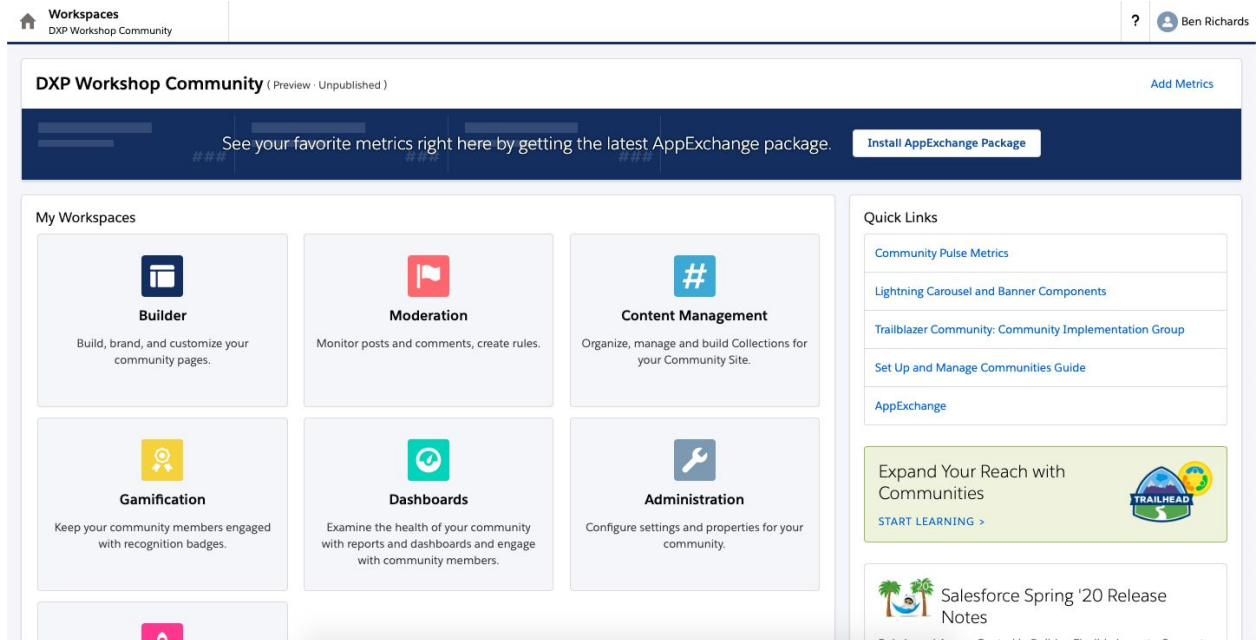 Workspaces
DXP Workshop Community
?
Ben Richards
DXP Workshop Community ( Preview · Unpublished )
Add Metrics
###
###
###
See your favorite metrics right here by getting the latest AppExchange package.
Install AppExchange Package
My Workspaces
Builder
Build, brand, and customize your
community pages.
Moderation
Monitor posts and comments, create rules.
#
Content Management
Organize, manage and build Collections for
your Community Site.
Gamification
Keep your community members engaged
with recognition badges.
Dashboards
Examine the health of your community
with reports and dashboards and engage
with community members.
Administration
Configure settings and properties for your
community.
Quick Links
Community Pulse Metrics
Lightning Carousel and Banner Components
Trailblazer Community: Community Implementation Group
Set Up and Manage Communities Guide
AppExchange
Expand Your Reach with
Communities
START LEARNING >
TRAILHEAD
20
Salesforce Spring '20 Release
Notes